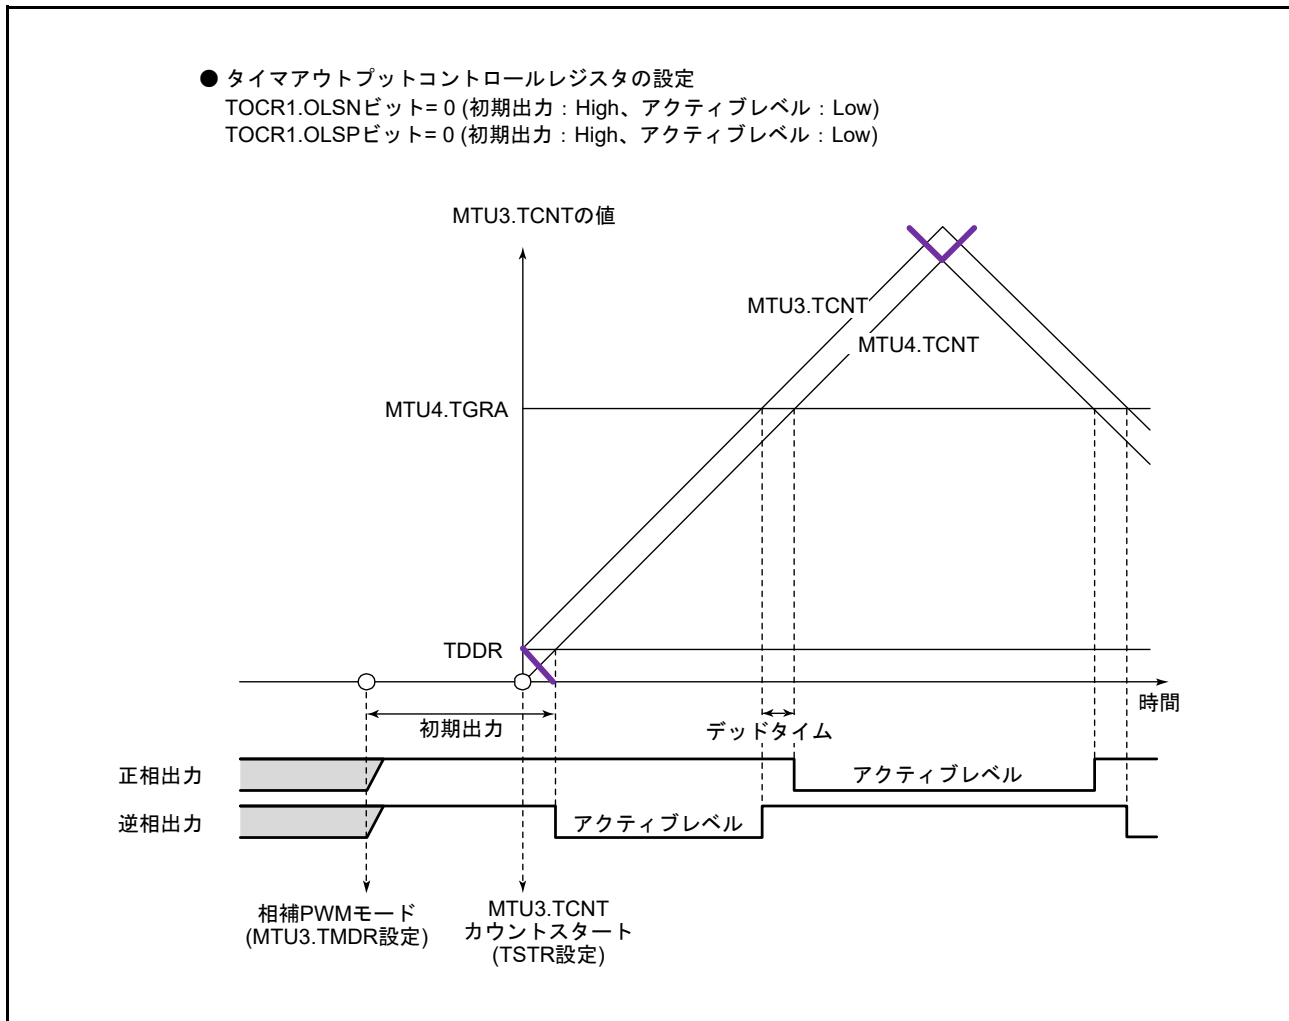 ● タイマアウトプットコントロールレジスタの設定
TOCR1.OLSNビット= 0 (初期出力：High、アクティブレベル：Low)
TOCR1.OLSPビット= 0 (初期出力：High、アクティブレベル：Low)
MTU3.TCNTの値
MTU3.TCNT
MTU4.TCNT
MTU4.TGRA
TDDR
時間
初期出力
デッドタイム
正相出力
アクティブレベル
逆相出力
アクティブレベル
相補PWMモード
(MTU3.TMDR設定)
MTU3.TCNT
カウントスタート
(TSTR設定)